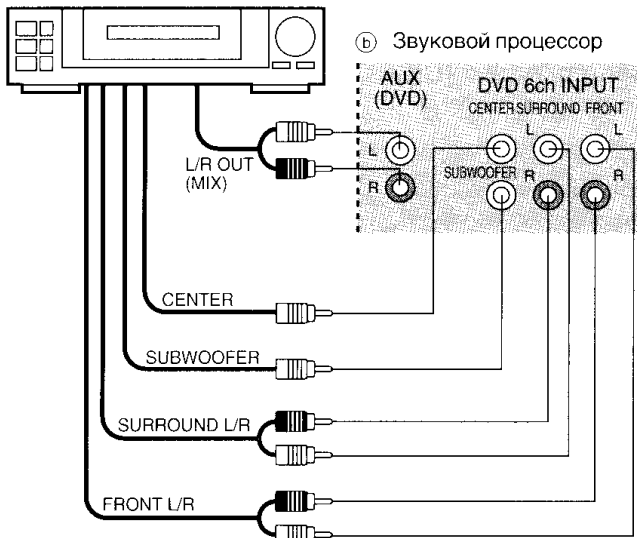 ⓑ Звуковой процессор
AUX
(DVD)
DVD 6ch INPUT
CENTER SURROUND FRONT
L
L
L
R
SUBWOOFER
R
R
L/R OUT
(MIX)
CENTER
SUBWOOFER
SURROUND L/R
FRONT L/R